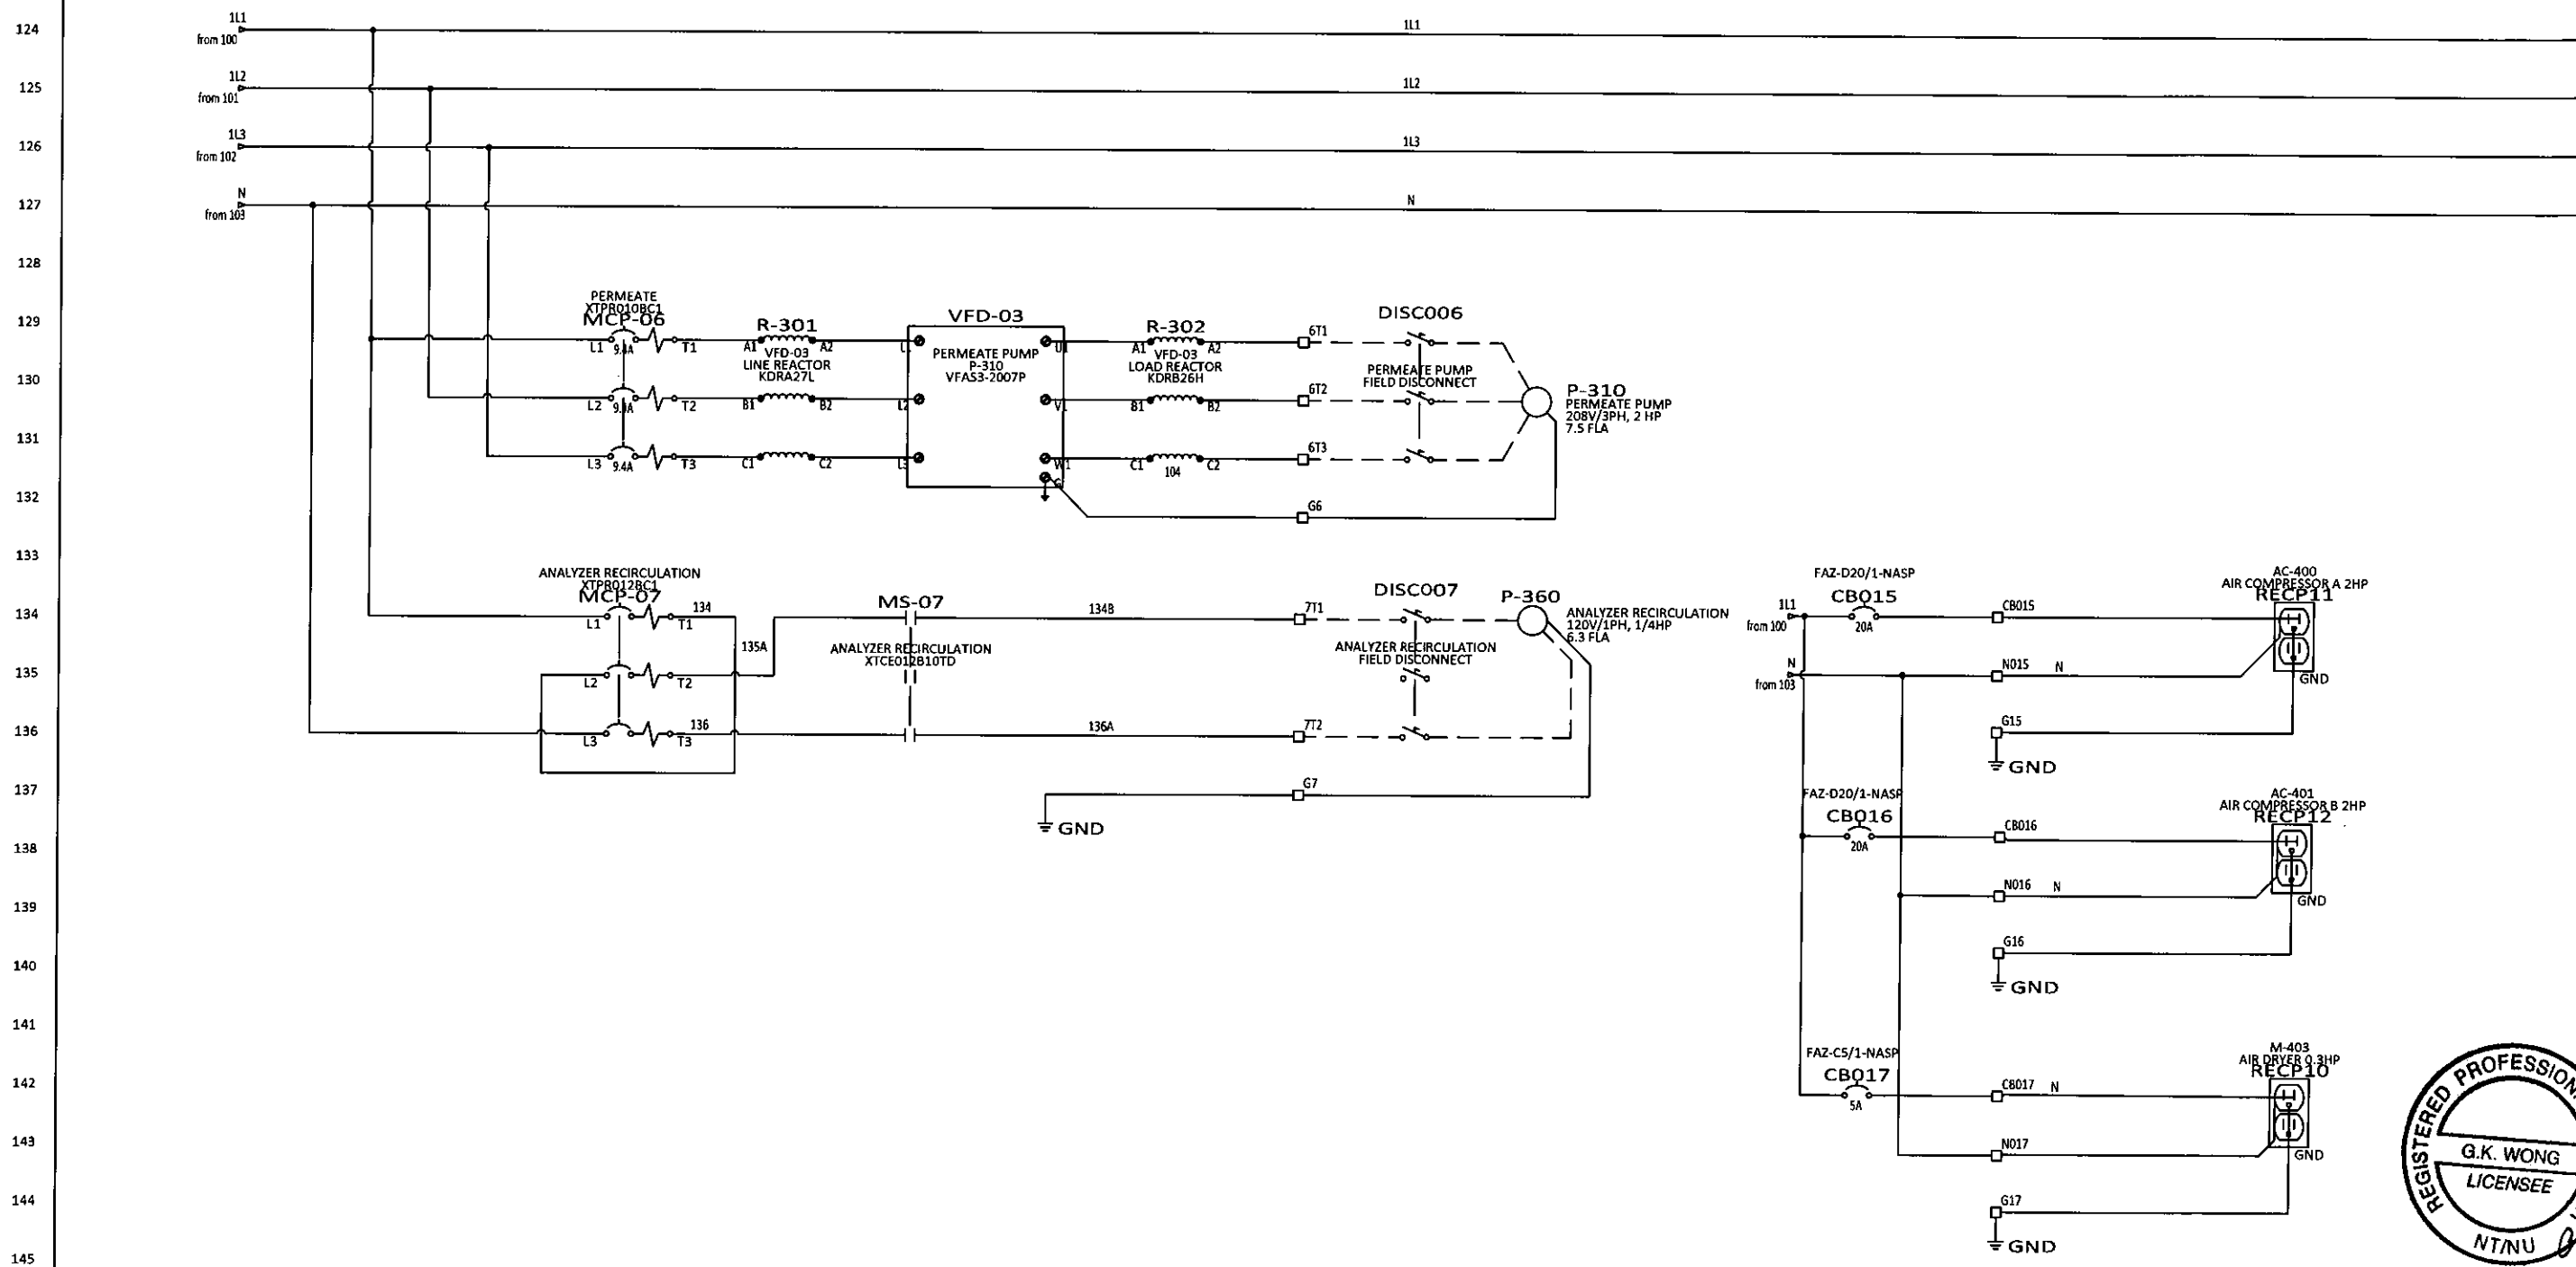 124
1L1
from 100
1L1
125
1L2
from 101
1L2
126
1L3
from 102
1L3
127
N
from 103
N
128
129
PERMEATE
XTPR010BC1
MCP-06
L1 9.4A T1
R-301
A1 A2
VFD-03
LINE REACTOR
KDRA27L
VFD-03
L1 U1
PERMEATE PUMP
P-310
VFAS3-2007P
R-302
A1 A2
VFD-03
LOAD REACTOR
KDRB26H
6T1
DISC006
PERMEATE PUMP
FIELD DISCONNECT
130
L2 9.4A T2
B1 B2
L2 V1
B1 B2
6T2
P-310
PERMEATE PUMP
208V/3PH, 2 HP
7.5 FLA
131
L3 9.4A T3
C1 C2
L3 W1
C1 104 C2
6T3
132
G
G6
133
ANALYZER RECIRCULATION
XTPR012BC1
MCP-07
134
L1 T1
134
135A
MS-07
ANALYZER RECIRCULATION
XTCE012B10TD
134B
7T1
DISC007
ANALYZER RECIRCULATION
FIELD DISCONNECT
P-360
ANALYZER RECIRCULATION
120V/1PH, 1/4HP
6.3 FLA
135
L2 T2
136
L3 T3
136
136A
7T2
137
G7
GND
1L1
from 100
FAZ-D20/1-NASP
CB015
20A
CB015
AC-400
AIR COMPRESSOR A 2HP
RECP11
N
from 103
N015 N
GND
G15
GND
138
FAZ-D20/1-NASP
CB016
20A
CB016
AC-401
AIR COMPRESSOR B 2HP
RECP12
139
N016 N
GND
140
G16
GND
141
142
FAZ-C5/1-NASP
CB017
5A
CB017 N
M-403
AIR DRYER 0.3HP
RECP10
143
N017
GND
144
G17
GND
145
REGISTERED PROFESSION
G.K. WONG
LICENSEE
NT/NU